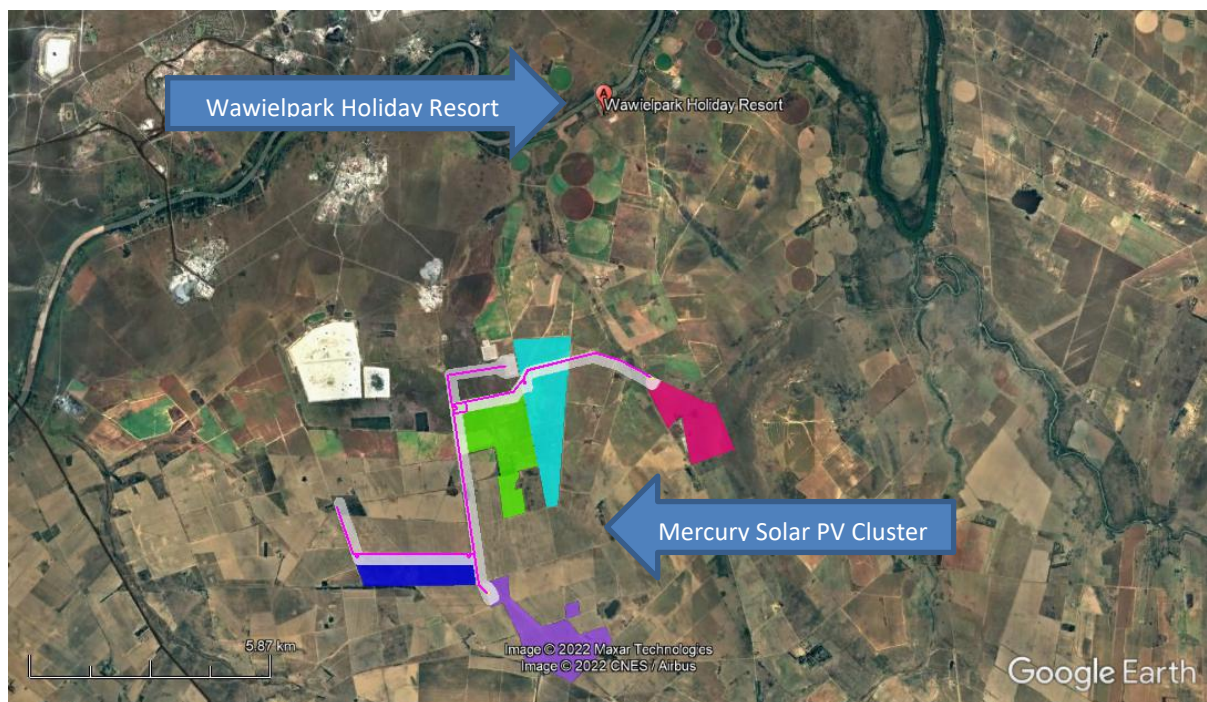 Wawielpark Holiday Resort
A
Wawielpark Holiday Resort
Mercury Solar PV Cluster
5.87 km
Image © 2022 Maxar Technologies
Image © 2022 CNES / Airbus
Google Earth